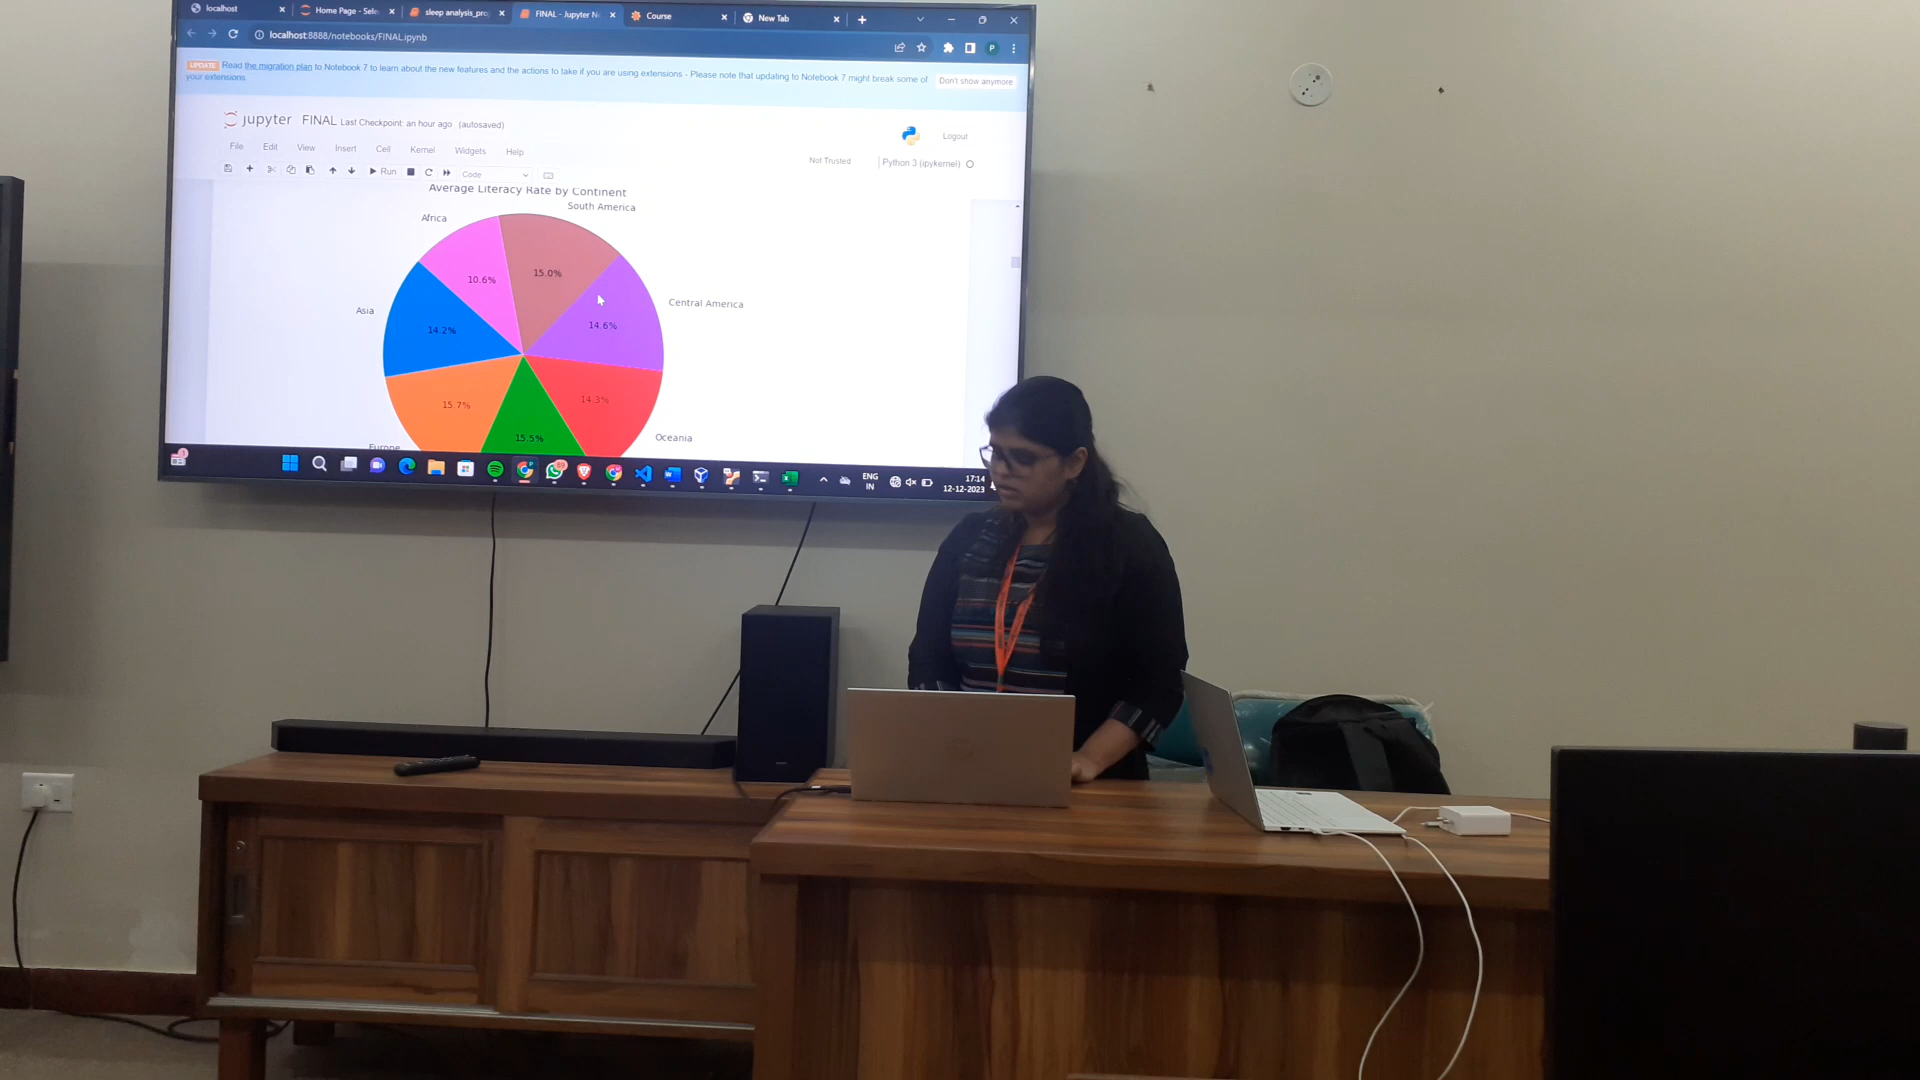 localhost
Home Page - Sele
sleep analysis_pro
FINAL - Jupyter N
Course
New Tab
localhost:8888/notebooks/FINAL.ipynb
P
UPDATE Read the migration plan to Notebook 7 to learn about the new features and the actions to take if you are using extensions - Please note that updating to Notebook 7 might break some of
your extensions.
Don't show anymore
jupyter FINAL Last Checkpoint: an hour ago (autosaved)
Logout
File Edit View Insert Cell Kernel Widgets Help
Not Trusted
Python 3 (ipykernel)
Run
Code
Average Literacy Rate by Continent
South America
Africa
15.0%
10.6%
Central America
Asia
14.6%
14.2%
14.3%
15.7%
15.5%
Oceania
Europe
ENG
IN
17:14
12-12-2023